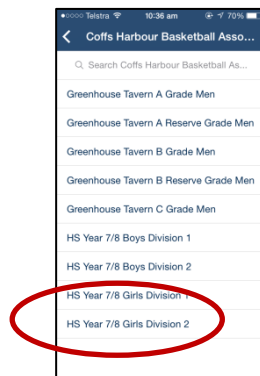 Telstra 10:36 am 70%
Coffs Harbour Basketball Asso...
Search Coffs Harbour Basketball As...
Greenhouse Tavern A Grade Men
Greenhouse Tavern A Reserve Grade Men
Greenhouse Tavern B Grade Men
Greenhouse Tavern B Reserve Grade Men
Greenhouse Tavern C Grade Men
HS Year 7/8 Boys Division 1
HS Year 7/8 Boys Division 2
HS Year 7/8 Girls Division 1
HS Year 7/8 Girls Division 2